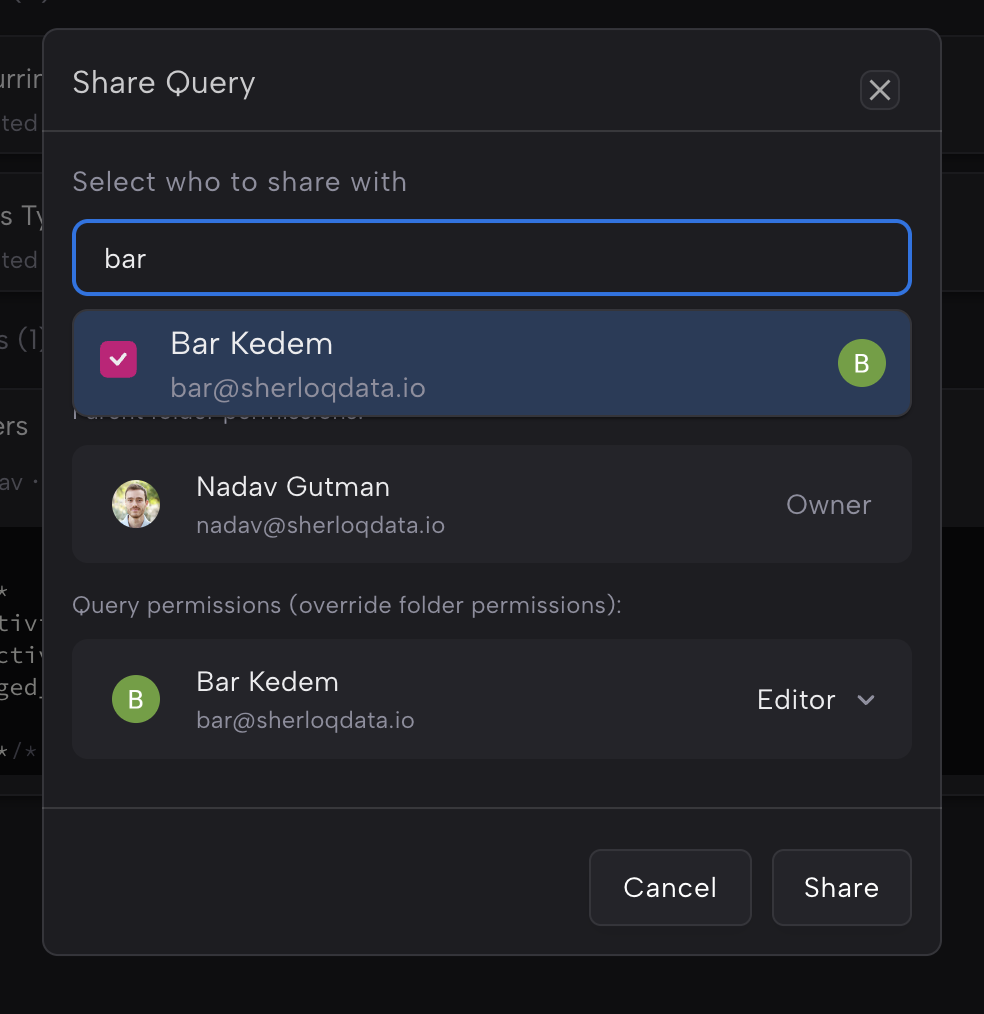 Share Query
Select who to share with
bar
Bar Kedem
bar@sherloqdata.io
B
Parent folder permissions:
Nadav Gutman
nadav@sherloqdata.io
Owner
Query permissions (override folder permissions):
B
Bar Kedem
bar@sherloqdata.io
Editor
Cancel
Share